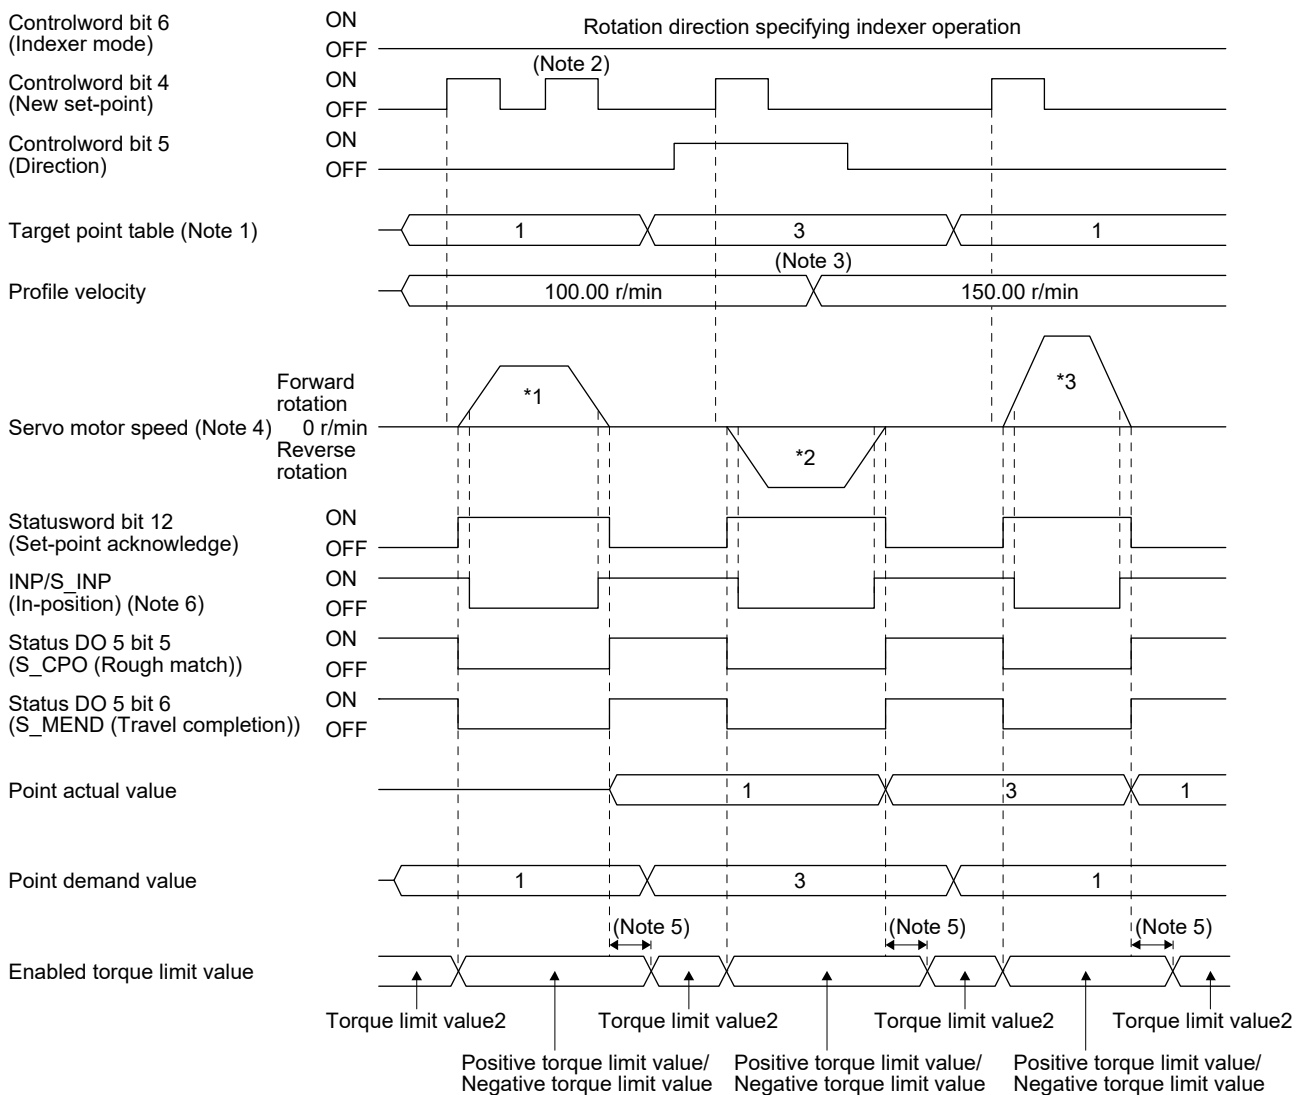 Controlword bit 6
(Indexer mode)
ON
OFF
Rotation direction specifying indexer operation
Controlword bit 4
(New set-point)
ON
OFF
(Note 2)
Controlword bit 5
(Direction)
ON
OFF
Target point table (Note 1)
1
3
1
(Note 3)
Profile velocity
100.00 r/min
150.00 r/min
Servo motor speed (Note 4)
Forward
rotation
0 r/min
Reverse
rotation
*1
*2
*3
Statusword bit 12
(Set-point acknowledge)
ON
OFF
INP/S_INP
(In-position) (Note 6)
ON
OFF
Status DO 5 bit 5
(S_CPO (Rough match))
ON
OFF
Status DO 5 bit 6
(S_MEND (Travel completion))
ON
OFF
Point actual value
1
3
1
Point demand value
1
3
1
(Note 5)
(Note 5)
(Note 5)
Enabled torque limit value
Torque limit value2
Torque limit value2
Torque limit value2
Torque limit value2
Positive torque limit value/
Negative torque limit value
Positive torque limit value/
Negative torque limit value
Positive torque limit value/
Negative torque limit value